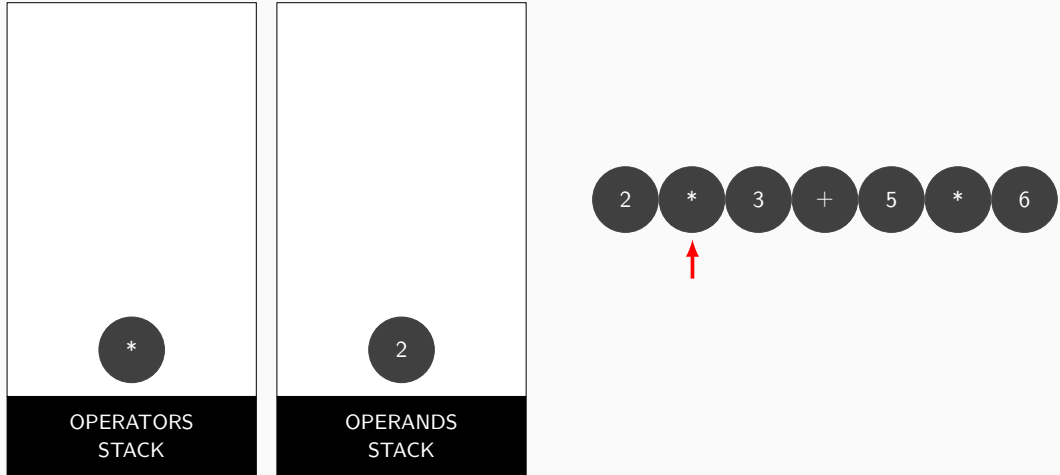 2 * 3 + 5 * 6
* 2
OPERATORS
STACK
OPERANDS
STACK